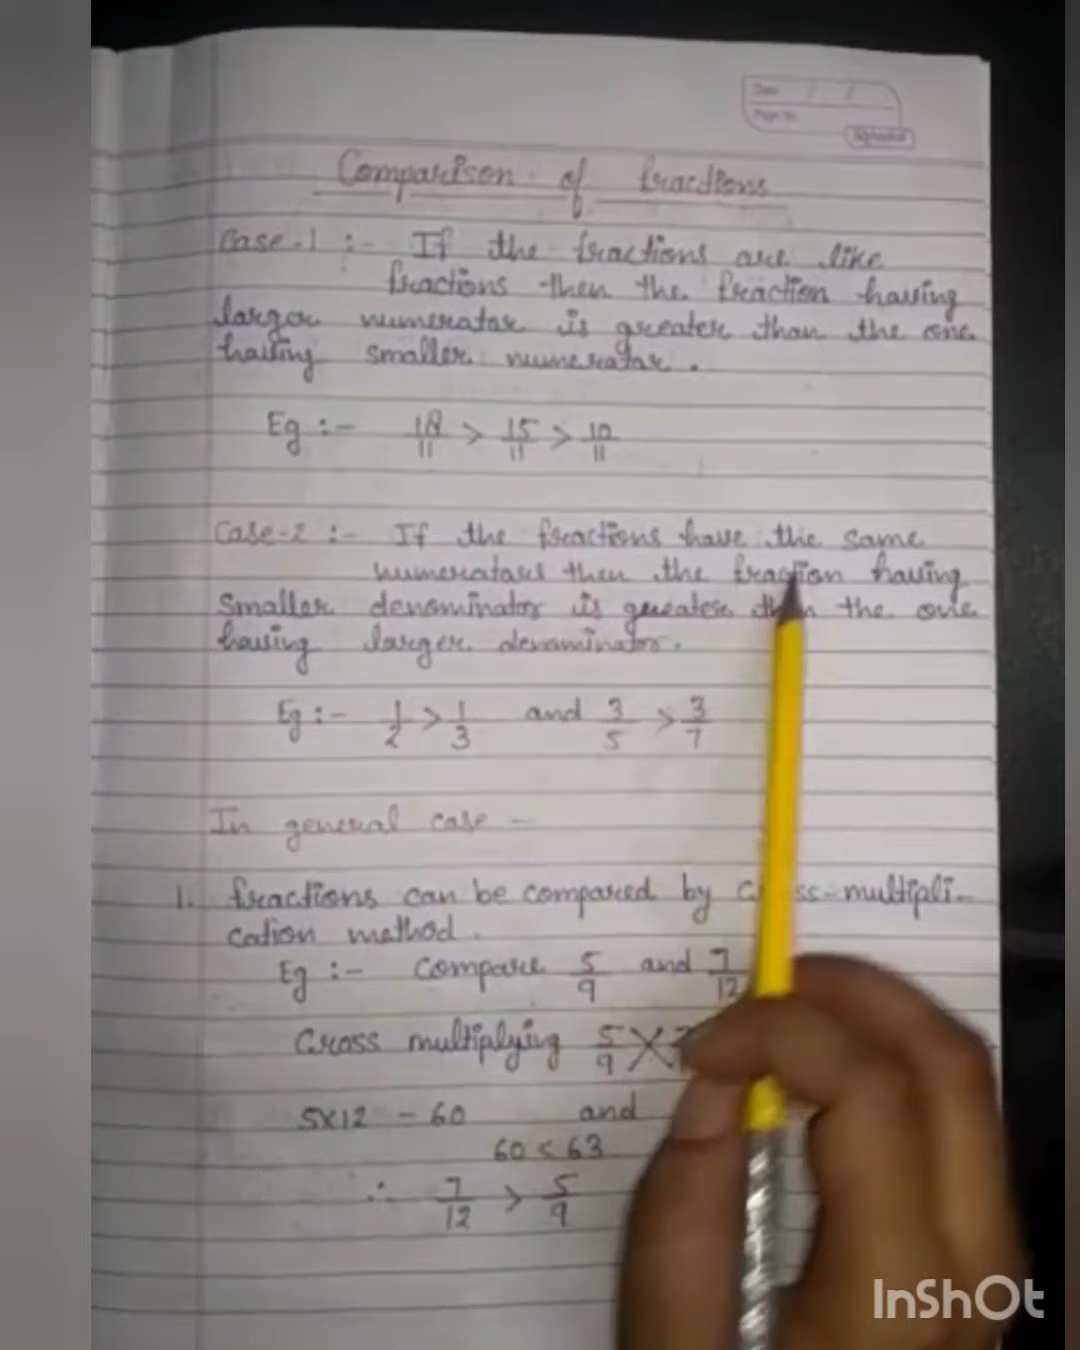 Date / /
Page No.
Comparison of fractions
Case-1 :- If the fractions are like
fractions then the fraction having
larger numerator is greater than the one
having smaller numerator.
Eg :- 18/11 > 15/11 > 10/11
Case-2 :- If the fractions have the same
numerators then the fraction having
smaller denominator is greater than the one
having larger denominator.
Eg :- 1/2 > 1/3 and 3/5 > 3/7
In general case -
1. fractions can be compared by cross-multipli-
cation method.
Eg :- Compare 5/9 and 7/12
Cross multiplying 5/9 X
5x12 - 60 and
60 < 63
∴ 7/12 > 5/9
InShOt